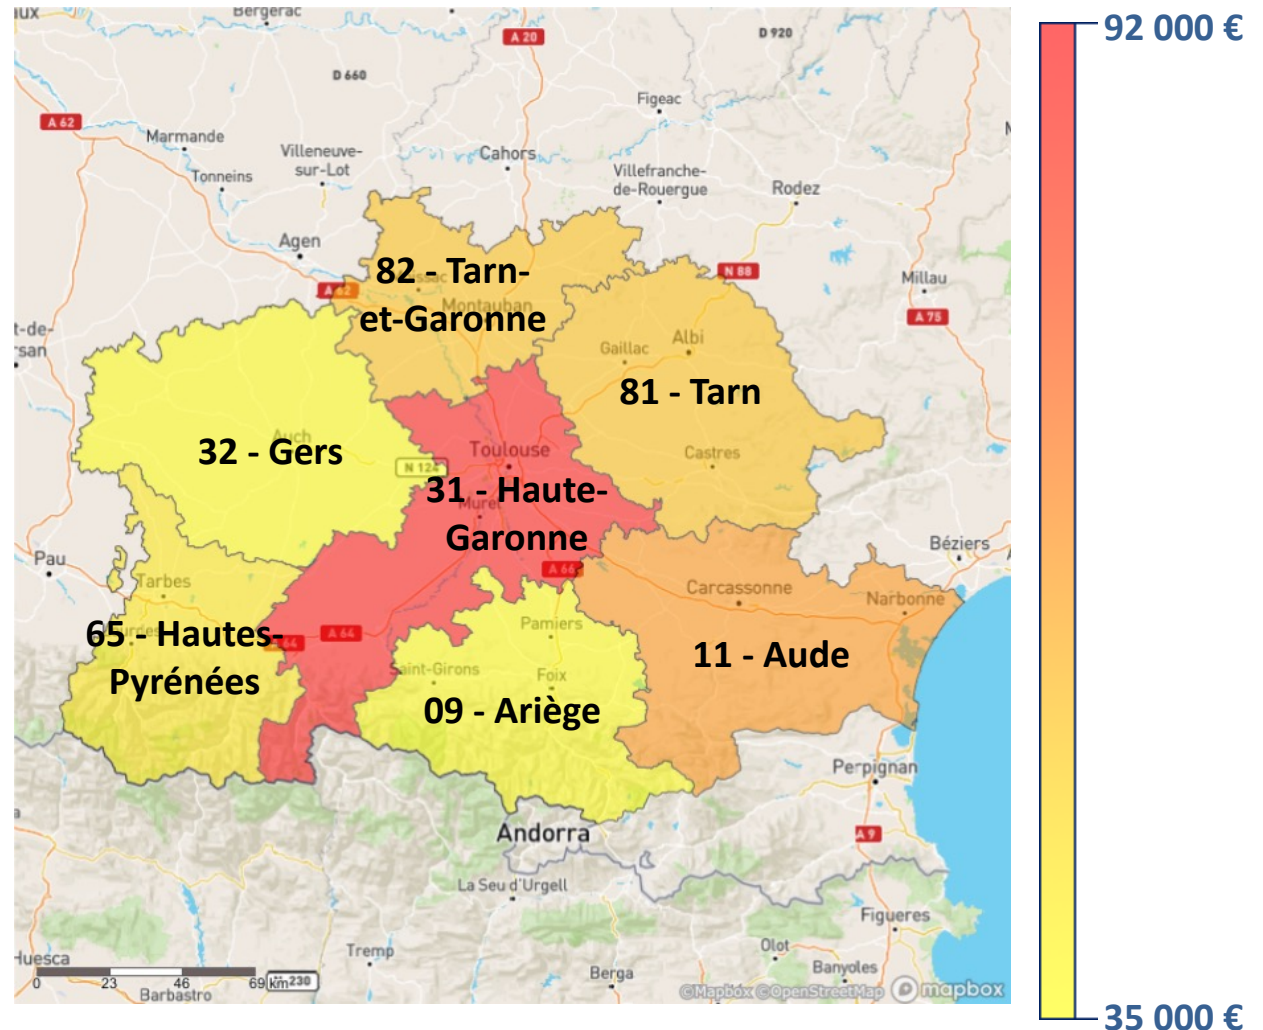 Bergerac
A 20
D 920
D 660
Figeac
A 62
Marmande
Villeneuve-
sur-Lot
Cahors
Tonneins
Villefranche-
de-Rouergue
Rodez
Agen
82 - Tarn-
et-Garonne
Montauban
A 62
N 88
Millau
A 75
Albi
Gaillac
81 - Tarn
Auch
32 - Gers
Toulouse
Castres
N 124
31 - Haute-
Garonne
Muret
Pau
Béziers
A 66
Tarbes
Carcassonne
Narbonne
65 - Hautes-
Pyrénées
A 64
A 64
Pamiers
11 - Aude
Saint-Girons
Foix
09 - Ariège
Perpignan
Andorra
A 9
La Seu d'Urgell
Figueres
Olot
Tremp
Huesca
Berga
Banyoles
0 23 46 69 km
230
Barbastro
©Mapbox ©OpenStreetMap mapbox
92 000 €
35 000 €